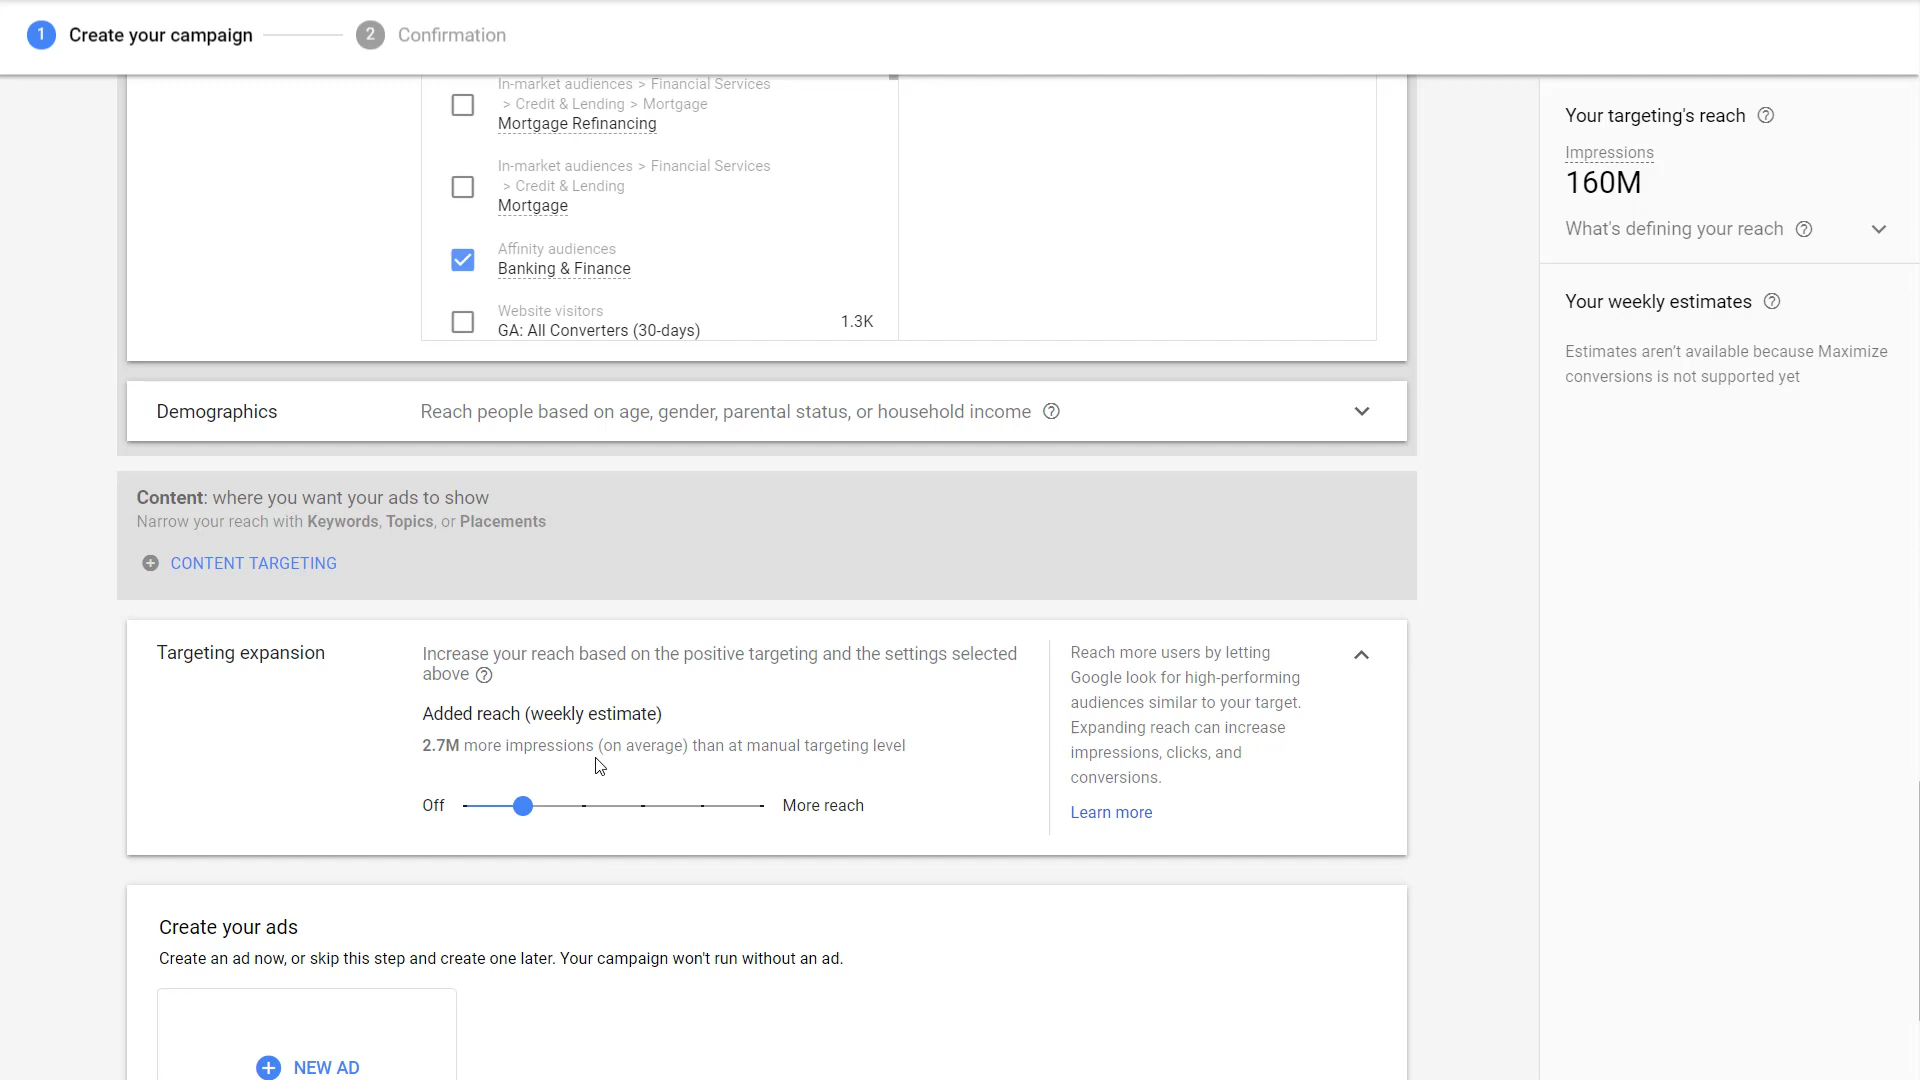 1 Create your campaign 2 Confirmation
In-market audiences > Financial Services
> Credit & Lending > Mortgage
Mortgage Refinancing
In-market audiences > Financial Services
> Credit & Lending
Mortgage
Affinity audiences
Banking & Finance
Website visitors
GA: All Converters (30-days) 1.3K
Demographics Reach people based on age, gender, parental status, or household income
Content: where you want your ads to show
Narrow your reach with Keywords, Topics, or Placements
CONTENT TARGETING
Targeting expansion
Increase your reach based on the positive targeting and the settings selected
above
Added reach (weekly estimate)
2.7M more impressions (on average) than at manual targeting level
Off More reach
Reach more users by letting
Google look for high-performing
audiences similar to your target.
Expanding reach can increase
impressions, clicks, and
conversions.
Learn more
Create your ads
Create an ad now, or skip this step and create one later. Your campaign won't run without an ad.
NEW AD
Your targeting's reach
Impressions
160M
What's defining your reach
Your weekly estimates
Estimates aren't available because Maximize
conversions is not supported yet